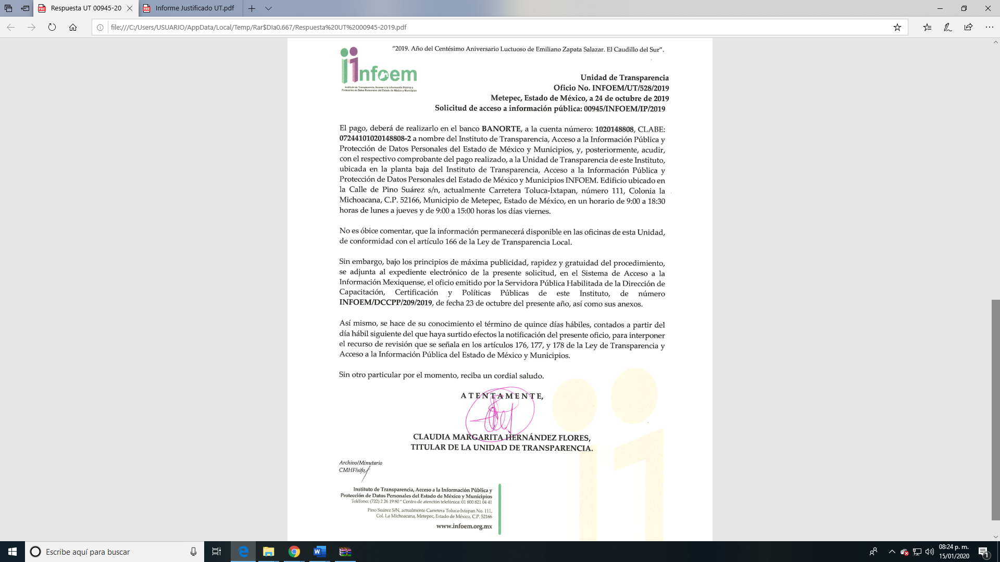 Respuesta UT 00945-20
Informe Justificado UT.pdf
file:///C:/Users/USUARIO/AppData/Local/Temp/Rar$DIa0.667/Respuesta%20UT%2000945-2019.pdf
"2019. Año del Centésimo Aniversario Luctuoso de Emiliano Zapata Salazar. El Caudillo del Sur".
infoem
Instituto de Transparencia, Acceso a la Información Pública y
Protección de Datos Personales del Estado de México y Municipios
Unidad de Transparencia
Oficio No. INFOEM/UT/528/2019
Metepec, Estado de México, a 24 de octubre de 2019
Solicitud de acceso a información pública: 00945/INFOEM/IP/2019
El pago, deberá de realizarlo en el banco BANORTE, a la cuenta número: 1020148808, CLABE:
07244101020148808-2 a nombre del Instituto de Transparencia, Acceso a la Información Pública y
Protección de Datos Personales del Estado de México y Municipios, y, posteriormente, acudir,
con el respectivo comprobante del pago realizado, a la Unidad de Transparencia de este Instituto,
ubicada en la planta baja del Instituto de Transparencia, Acceso a la Información Pública y
Protección de Datos Personales del Estado de México y Municipios INFOEM. Edificio ubicado en
la Calle de Pino Suárez s/n, actualmente Carretera Toluca-Ixtapan, número 111, Colonia la
Michoacana, C.P. 52166, Municipio de Metepec, Estado de México, en un horario de 9:00 a 18:30
horas de lunes a jueves y de 9:00 a 15:00 horas los días viernes.
No es óbice comentar, que la información permanecerá disponible en las oficinas de esta Unidad,
de conformidad con el artículo 166 de la Ley de Transparencia Local.
Sin embargo, bajo los principios de máxima publicidad, rapidez y gratuidad del procedimiento,
se adjunta al expediente electrónico de la presente solicitud, en el Sistema de Acceso a la
Información Mexiquense, el oficio emitido por la Servidora Pública Habilitada de la Dirección de
Capacitación, Certificación y Políticas Públicas de este Instituto, de número
INFOEM/DCCPP/209/2019, de fecha 23 de octubre del presente año, así como sus anexos.
Así mismo, se hace de su conocimiento el término de quince días hábiles, contados a partir del
día hábil siguiente del que haya surtido efectos la notificación del presente oficio, para interponer
el recurso de revisión que se señala en los artículos 176, 177, y 178 de la Ley de Transparencia y
Acceso a la Información Pública del Estado de México y Municipios.
Sin otro particular por el momento, reciba un cordial saludo.
A T E N T A M E N T E,
CLAUDIA MARGARITA HERNÁNDEZ FLORES,
TITULAR DE LA UNIDAD DE TRANSPARENCIA.
Archivo/Minutario
CMHF/sifo
Instituto de Transparencia, Acceso a la Información Pública y
Protección de Datos Personales del Estado de México y Municipios
Teléfono: (722) 2 26 19 80 * Centro de atención telefónica: 01 800 821 04 41
Pino Suárez S/N, actualmente Carretera Toluca-Ixtapan No. 111,
Col. La Michoacana, Metepec, Estado de México, C.P. 52166
www.infoem.org.mx
Escribe aquí para buscar
08:24 p. m.
15/01/2020
1